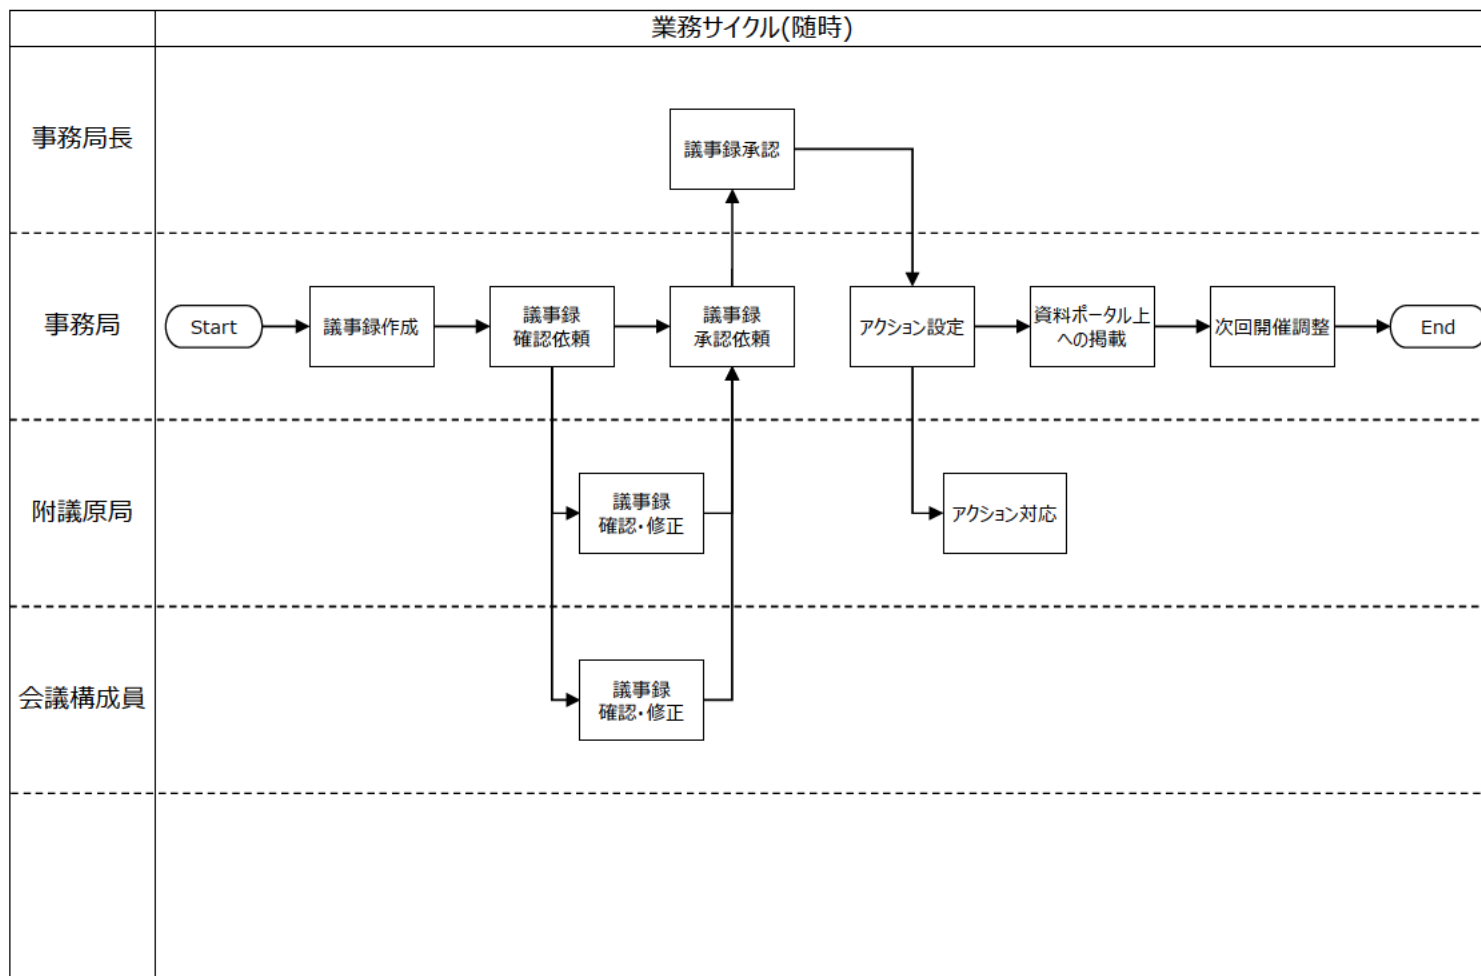 業務サイクル(随時)
事務局長
議事録承認
事務局
Start
議事録作成
議事録
確認依頼
議事録
承認依頼
アクション設定
資料ポータル上
への掲載
次回開催調整
End
附議原局
議事録
確認・修正
アクション対応
会議構成員
議事録
確認・修正